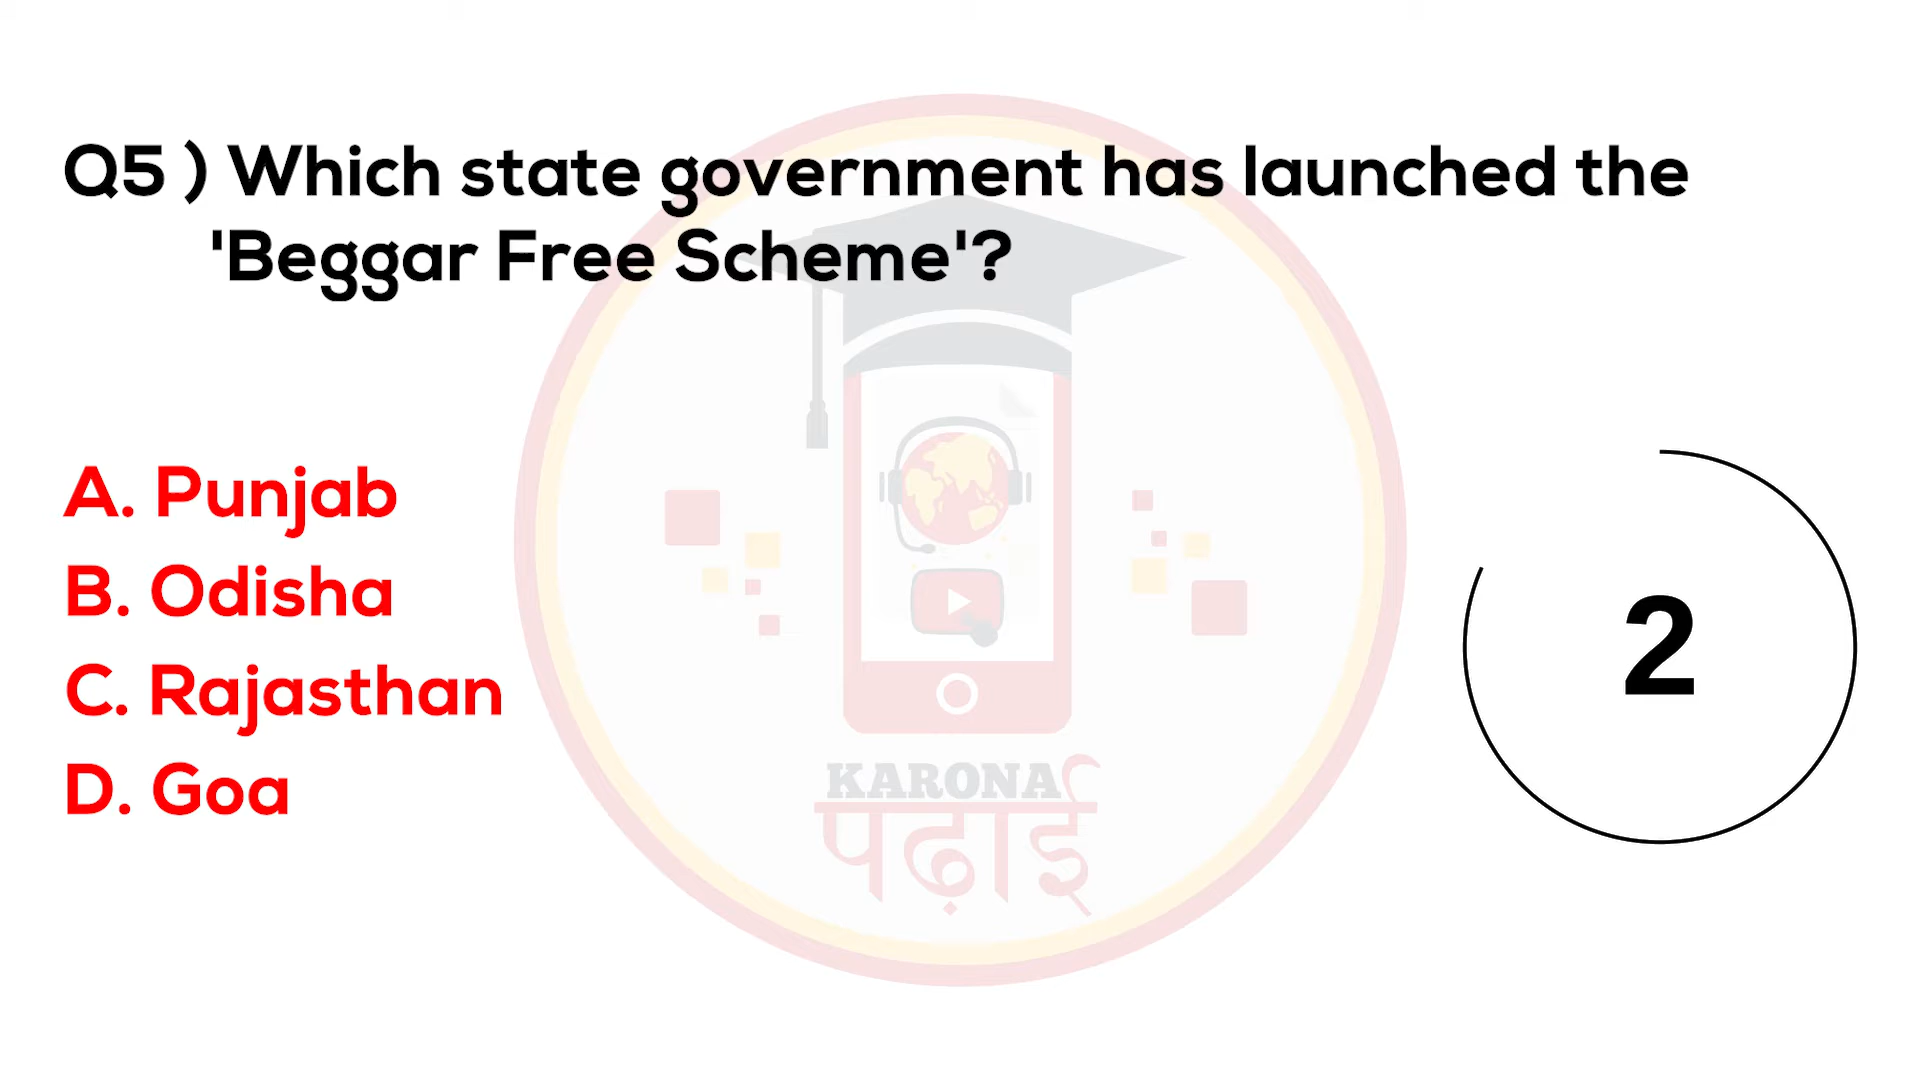 Q5 ) Which state government has launched the
'Beggar Free Scheme'?
A. Punjab
B. Odisha
C. Rajasthan
D. Goa
2
KARONA
पढ़ाई